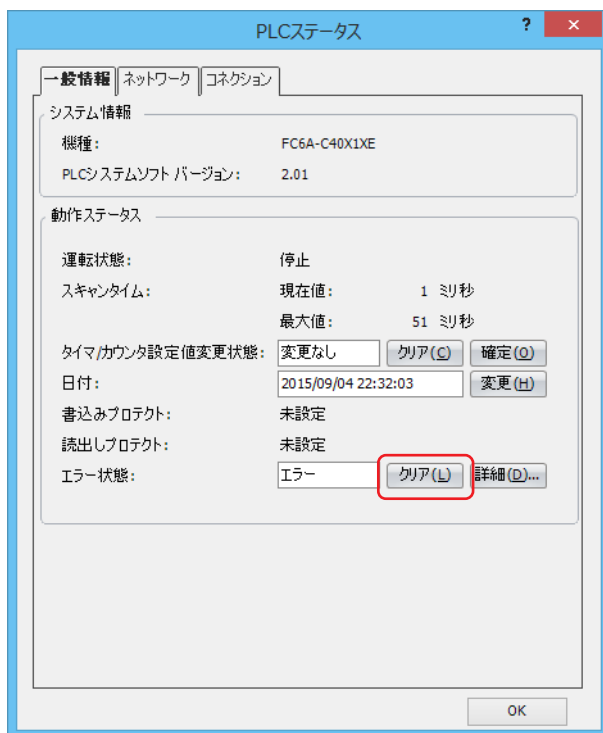 PLCステータス ? ×
一般情報 ネットワーク コネクション
システム情報
機種: FC6A-C40X1XE
PLCシステムソフト バージョン: 2.01
動作ステータス
運転状態: 停止
スキャンタイム: 現在値: 1 ミリ秒
最大値: 51 ミリ秒
タイマ/カウンタ設定値変更状態: 変更なし クリア(C) 確定(O)
日付: 2015/09/04 22:32:03 変更(H)
書込みプロテクト: 未設定
読出しプロテクト: 未設定
エラー状態: エラー クリア(L) 詳細(D)...
OK